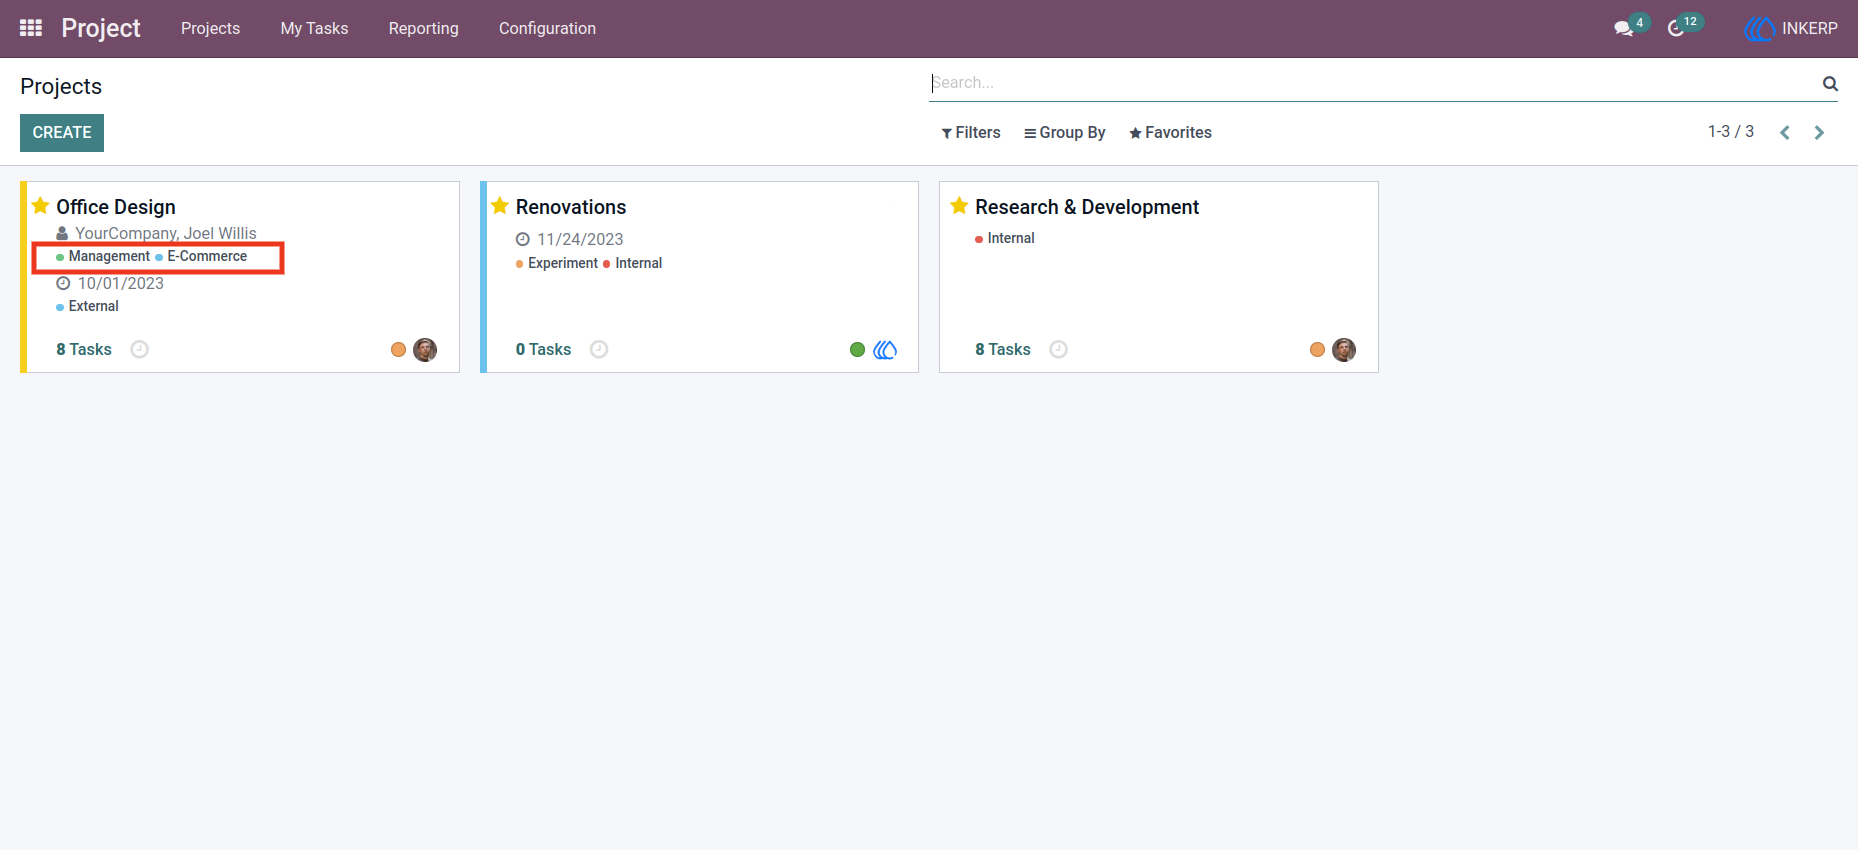 Project Projects My Tasks Reporting Configuration 4 12 INKERP
Projects
Search...
CREATE
Filters Group By Favorites 1-3 / 3
Office Design
YourCompany, Joel Willis
Management E-Commerce
10/01/2023
External
8 Tasks
Renovations
11/24/2023
Experiment Internal
0 Tasks
Research & Development
Internal
8 Tasks